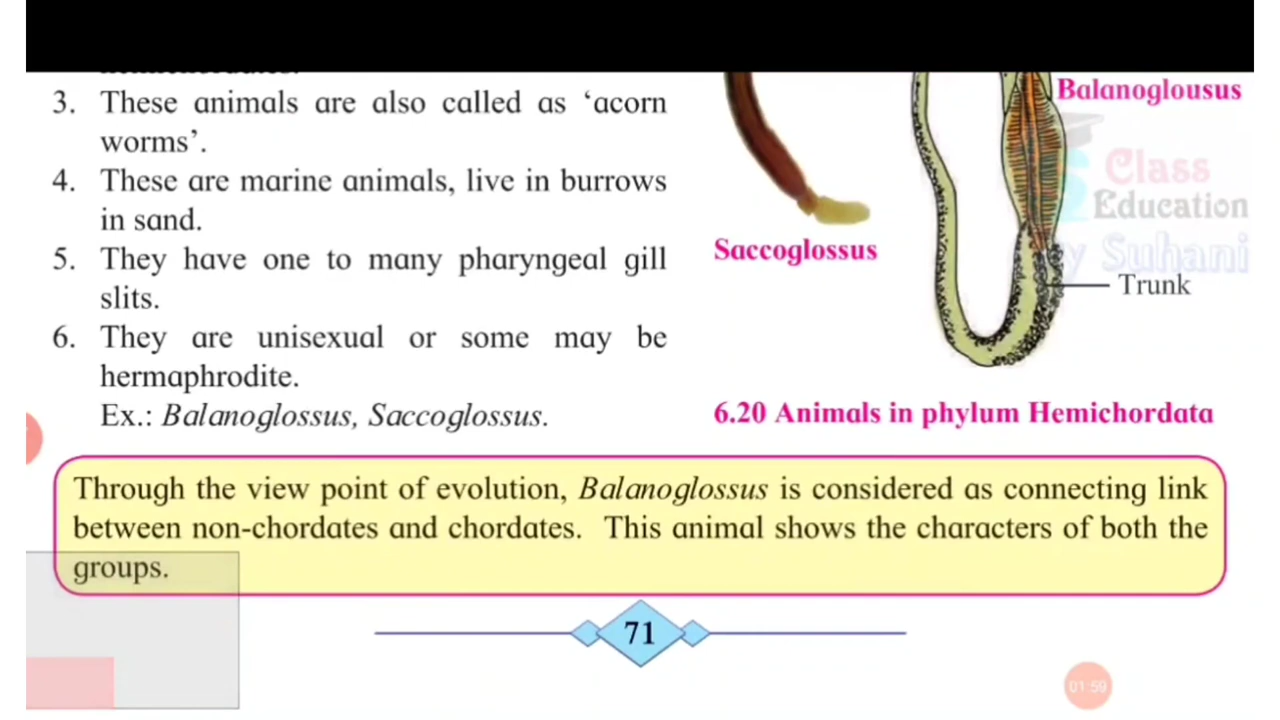 3. These animals are also called as ‘acorn
worms’.
4. These are marine animals, live in burrows
in sand.
5. They have one to many pharyngeal gill
slits.
6. They are unisexual or some may be
hermaphrodite.
Ex.: Balanoglossus, Saccoglossus.
Balanoglousus
Class
Education
by Suhani
Saccoglossus
Trunk
6.20 Animals in phylum Hemichordata
Through the view point of evolution, Balanoglossus is considered as connecting link
between non-chordates and chordates. This animal shows the characters of both the
groups.
71
01:59